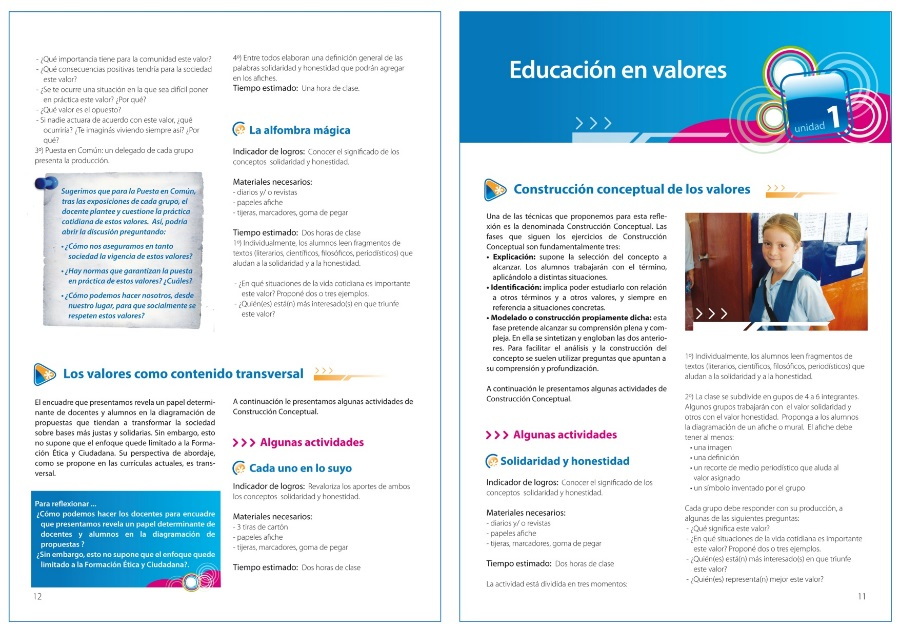 - ¿Qué importancia tiene para la comunidad este valor?
- ¿Qué consecuencias positivas tendría para la sociedad
este valor?
- ¿Se te ocurre una situación en la que sea difícil poner
en práctica este valor? ¿Por qué?
- ¿Qué valor es el opuesto?
- Si nadie actuara de acuerdo con este valor, ¿qué
ocurriría? ¿Te imaginás viviendo siempre así? ¿Por
qué?
3º) Puesta en Común: un delegado de cada grupo
presenta la producción.
Sugerimos que para la Puesta en Común,
tras las exposiciones de cada grupo, el
docente plantee y cuestione la práctica
cotidiana de estos valores. Así, podría
abrir la discusión preguntando:
• ¿Cómo nos aseguramos en tanto
sociedad la vigencia de estos valores?
• ¿Hay normas que garantizan la puesta
en práctica de estos valores? ¿Cuáles?
• ¿Cómo podemos hacer nosotros, desde
nuestro lugar, para que socialmente se
respeten estos valores?
4º) Entre todos elaboran una definición general de las
palabras solidaridad y honestidad que podrán agregar
en los afiches.
Tiempo estimado: Una hora de clase.
La alfombra mágica
Indicador de logros: Conocer el significado de los
conceptos solidaridad y honestidad.
Materiales necesarios:
- diarios y/ o revistas
- papeles afiche
- tijeras, marcadores, goma de pegar
Tiempo estimado: Dos horas de clase
1º) Individualmente, los alumnos leen fragmentos de
textos (literarios, científicos, filosóficos, periodísticos) que
aludan a la solidaridad y a la honestidad.
- ¿En qué situaciones de la vida cotidiana es importante
este valor? Proponé dos o tres ejemplos.
- ¿Quién(es) está(n) más interesado(s) en que triunfe
este valor?
Los valores como contenido transversal
El encuadre que presentamos revela un papel determi-
nante de docentes y alumnos en la diagramación de
propuestas que tiendan a transformar la sociedad
sobre bases más justas y solidarias. Sin embargo, esto
no supone que el enfoque quede limitado a la Forma-
ción Ética y Ciudadana. Su perspectiva de abordaje,
como se propone en las currículas actuales, es trans-
versal.
Para reflexionar ...
¿Cómo podemos hacer los docentes para encuadre
que presentamos revela un papel determinante de
docentes y alumnos en la diagramación de
propuestas ?
¿Sin embargo, esto no supone que el enfoque quede
limitado a la Formación Ética y Ciudadana?.
A continuación le presentamos algunas actividades de
Construcción Conceptual.
Algunas actividades
Cada uno en lo suyo
Indicador de logros: Revaloriza los aportes de ambos
los conceptos solidaridad y honestidad.
Materiales necesarios:
- 3 tiras de cartón
- papeles afiche
- tijeras, marcadores, goma de pegar
Tiempo estimado: Dos horas de clase
12
Educación en valores
unidad 1
Construcción conceptual de los valores
Una de las técnicas que proponemos para esta refle-
xión es la denominada Construcción Conceptual. Las
fases que siguen los ejercicios de Construcción
Conceptual son fundamentalmente tres:
• Explicación: supone la selección del concepto a
alcanzar. Los alumnos trabajarán con el término,
aplicándolo a distintas situaciones.
• Identificación: implica poder estudiarlo con relación
a otros términos y a otros valores, y siempre en
referencia a situaciones concretas.
• Modelado o construcción propiamente dicha: esta
fase pretende alcanzar su comprensión plena y com-
pleja. En ella se sintetizan y engloban las dos anterio-
res. Para facilitar el análisis y la construcción del
concepto se suelen utilizar preguntas que apuntan a
su comprensión y profundización.
A continuación le presentamos algunas actividades de
Construcción Conceptual.
Algunas actividades
Solidaridad y honestidad
Indicador de logros: Conocer el significado de los
conceptos solidaridad y honestidad.
Materiales necesarios:
- diarios y/ o revistas
- papeles afiche
- tijeras, marcadores, goma de pegar
Tiempo estimado: Dos horas de clase
La actividad está dividida en tres momentos:
1º) Individualmente, los alumnos leen fragmentos de
textos (literarios, científicos, filosóficos, periodísticos) que
aludan a la solidaridad y a la honestidad.
2º) La clase se subdivide en grupos de 4 a 6 integrantes.
Algunos grupos trabajarán con el valor solidaridad y
otros con el valor honestidad. Proponga a los alumnos
la diagramación de un afiche o mural. El afiche debe
tener al menos:
• una imagen
• una definición
• un recorte de medio periodístico que aluda al
valor asignado
• un símbolo inventado por el grupo
Cada grupo debe responder con su producción, a
algunas de las siguientes preguntas:
- ¿Qué significa este valor?
- ¿En qué situaciones de la vida cotidiana es importante
este valor? Proponé dos o tres ejemplos.
- ¿Quién(es) está(n) más interesado(s) en que triunfe
este valor?
- ¿Quién(es) representa(n) mejor este valor?
11